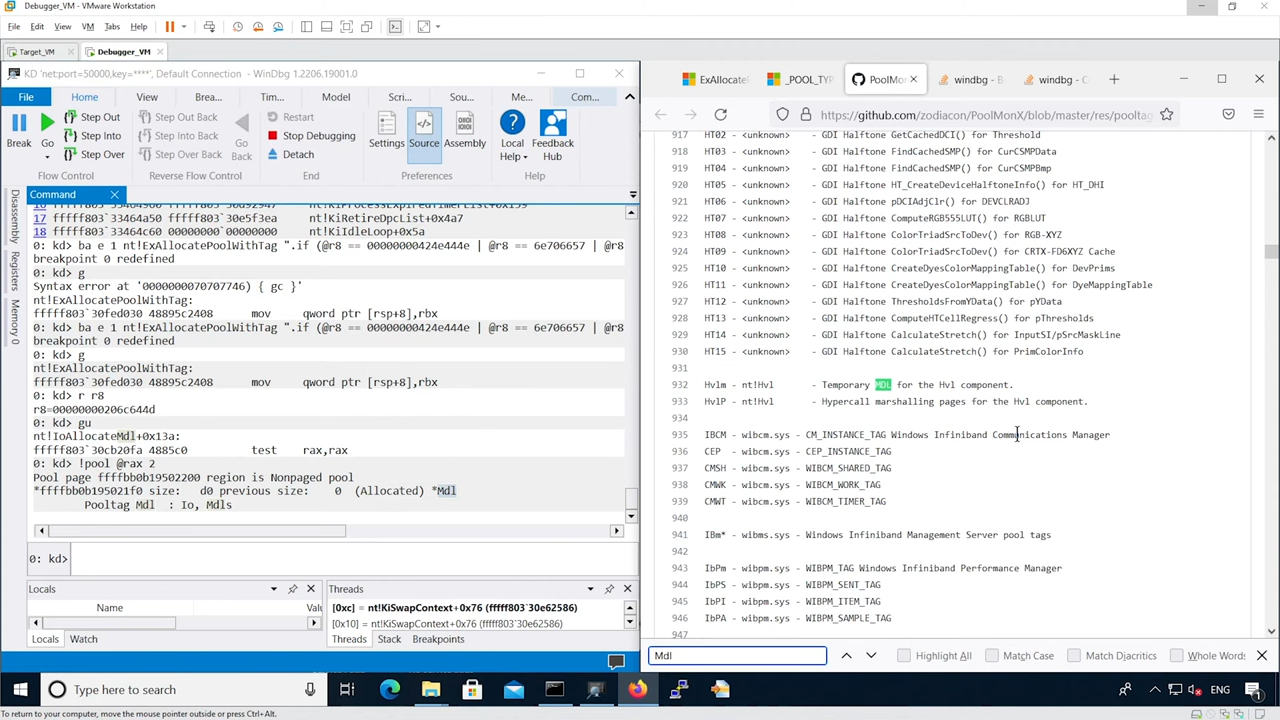 Debugger_VM - VMware Workstation
File Edit View VM Tabs Help
Target_VM Debugger_VM
KD 'net:port=50000,key=****', Default Connection - WinDbg 1.2206.19001.0
File Home View Brea... Tim... Model Scri... Sou... Me... Com...
Break
Go
Step Out
Step Into
Step Over
Flow Control
Step Out Back
Step Into Back
Step Over Back
Go Back
Reverse Flow Control
Restart
Stop Debugging
Detach
End
Settings Source Assembly
Preferences
Local Help
Feedback Hub
Help
Command
Disassembly
Registers
Memory 0
17 fffff803`33464a50 fffff803`30e5f3ea nt!KiRetireDpcList+0x4a7
18 fffff803`33464c60 00000000`00000000 nt!KiIdleLoop+0x5a
0: kd> ba e 1 nt!ExAllocatePoolWithTag ".if (@r8 == 00000000424e444e | @r8 == 6e706657 | @r8
breakpoint 0 redefined
0: kd> g
Syntax error at '0000000070707746) { gc }'
nt!ExAllocatePoolWithTag:
fffff803`30fed030 48895c2408 mov qword ptr [rsp+8],rbx
0: kd> ba e 1 nt!ExAllocatePoolWithTag ".if (@r8 == 00000000424e444e | @r8 == 6e706657 | @r8
breakpoint 0 redefined
0: kd> g
nt!ExAllocatePoolWithTag:
fffff803`30fed030 48895c2408 mov qword ptr [rsp+8],rbx
0: kd> r r8
r8=00000000206c644d
0: kd> gu
nt!IoAllocateMdl+0x13a:
fffff803`30cb20fa 4885c0 test rax,rax
0: kd> !pool @rax 2
Pool page ffffbb0b19502200 region is Nonpaged pool
*ffffbb0b195021f0 size: d0 previous size: 0 (Allocated) *Mdl
Pooltag Mdl : Io, Mdls
0: kd>
Locals
Name Valu
Locals Watch
Threads
[0xc] = nt!KiSwapContext+0x76 (fffff803`30e62586)
[0x10] = nt!KiSwapContext+0x76 (fffff803`30e62586)
Threads Stack Breakpoints
ExAllocateF
_POOL_TYP
PoolMo
windbg - B
windbg - C
https://github.com/zodiacon/PoolMonX/blob/master/res/pooltag
917 HT02 - <unknown> - GDI Halftone GetCachedDCI() for Threshold
918 HT03 - <unknown> - GDI Halftone FindCachedSMP() for CurCSMPData
919 HT04 - <unknown> - GDI Halftone FindCachedSMP() for CurCSMPBmp
920 HT05 - <unknown> - GDI Halftone HT_CreateDeviceHalftoneInfo() for HT_DHI
921 HT06 - <unknown> - GDI Halftone pDCIAdjClr() for DEVCLRADJ
922 HT07 - <unknown> - GDI Halftone ComputeRGB555LUT() for RGBLUT
923 HT08 - <unknown> - GDI Halftone ColorTriadSrcToDev() for RGB-XYZ
924 HT09 - <unknown> - GDI Halftone ColorTriadSrcToDev() for CRTX-FD6XYZ Cache
925 HT10 - <unknown> - GDI Halftone CreateDyesColorMappingTable() for DevPrims
926 HT11 - <unknown> - GDI Halftone CreateDyesColorMappingTable() for DyeMappingTable
927 HT12 - <unknown> - GDI Halftone ThresholdsFromYData() for pYData
928 HT13 - <unknown> - GDI Halftone ComputeHTCellRegress() for pThresholds
929 HT14 - <unknown> - GDI Halftone CalculateStretch() for InputSI/pSrcMaskLine
930 HT15 - <unknown> - GDI Halftone CalculateStretch() for PrimColorInfo
931
932 Hvlm - nt!Hvl - Temporary MDL for the Hvl component.
933 HvlP - nt!Hvl - Hypercall marshalling pages for the Hvl component.
934
935 IBCM - wibcm.sys - CM_INSTANCE_TAG Windows Infiniband Communications Manager
936 CEP - wibcm.sys - CEP_INSTANCE_TAG
937 CMSH - wibcm.sys - WIBCM_SHARED_TAG
938 CMWK - wibcm.sys - WIBCM_WORK_TAG
939 CMWT - wibcm.sys - WIBCM_TIMER_TAG
940
941 IBm* - wibms.sys - Windows Infiniband Management Server pool tags
942
943 IbPm - wibpm.sys - WIBPM_TAG Windows Infiniband Performance Manager
944 IbPS - wibpm.sys - WIBPM_SENT_TAG
945 IbPI - wibpm.sys - WIBPM_ITEM_TAG
946 IbPA - wibpm.sys - WIBPM_SAMPLE_TAG
947
Mdl
Highlight All Match Case Match Diacritics Whole Words
Type here to search
ENG
To return to your computer, move the mouse pointer outside or press Ctrl+Alt.